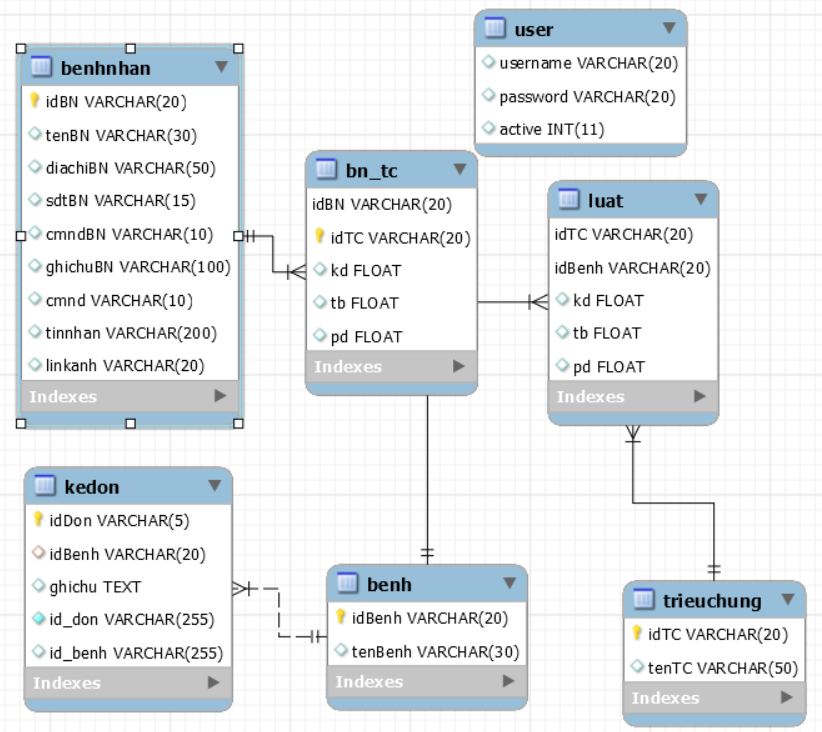 user
username VARCHAR(20)
password VARCHAR(20)
active INT(11)
benhnhan
idBN VARCHAR(20)
tenBN VARCHAR(30)
diachiBN VARCHAR(50)
sdtBN VARCHAR(15)
cmndBN VARCHAR(10)
ghichuBN VARCHAR(100)
cmnd VARCHAR(10)
tinnhan VARCHAR(200)
linkanh VARCHAR(20)
Indexes
bn_tc
idBN VARCHAR(20)
idTC VARCHAR(20)
kd FLOAT
tb FLOAT
pd FLOAT
Indexes
luat
idTC VARCHAR(20)
idBenh VARCHAR(20)
kd FLOAT
tb FLOAT
pd FLOAT
Indexes
kedon
idDon VARCHAR(5)
idBenh VARCHAR(20)
ghichu TEXT
id_don VARCHAR(255)
id_benh VARCHAR(255)
Indexes
benh
idBenh VARCHAR(20)
tenBenh VARCHAR(30)
Indexes
trieuchung
idTC VARCHAR(20)
tenTC VARCHAR(50)
Indexes